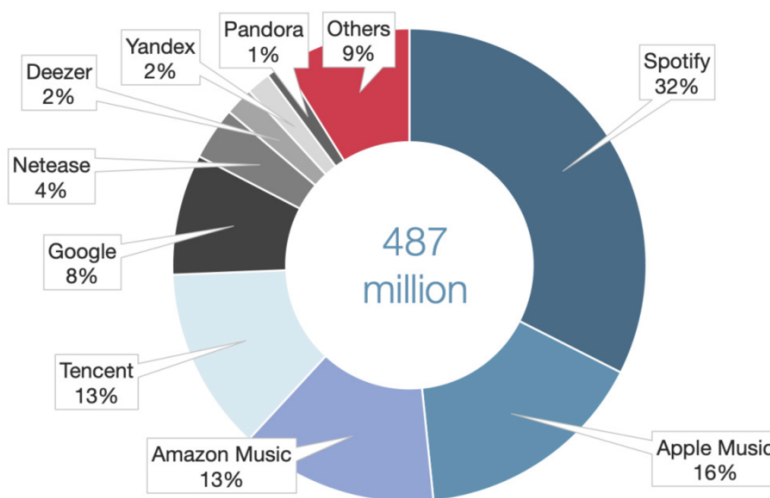 Pandora
1%
Others
9%
Yandex
2%
Deezer
2%
Spotify
32%
Netease
4%
Google
8%
487
million
Tencent
13%
Amazon Music
13%
Apple Music
16%